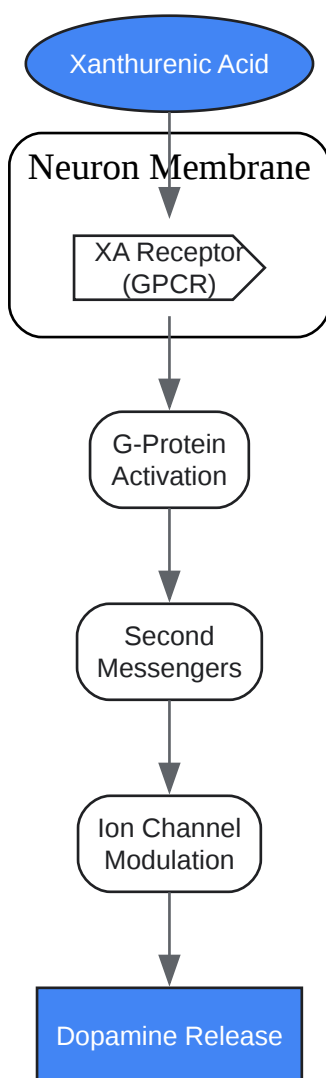 Xanthurenic Acid
Neuron Membrane
XA Receptor
(GPCR)
G-Protein
Activation
Second
Messengers
Ion Channel
Modulation
Dopamine Release